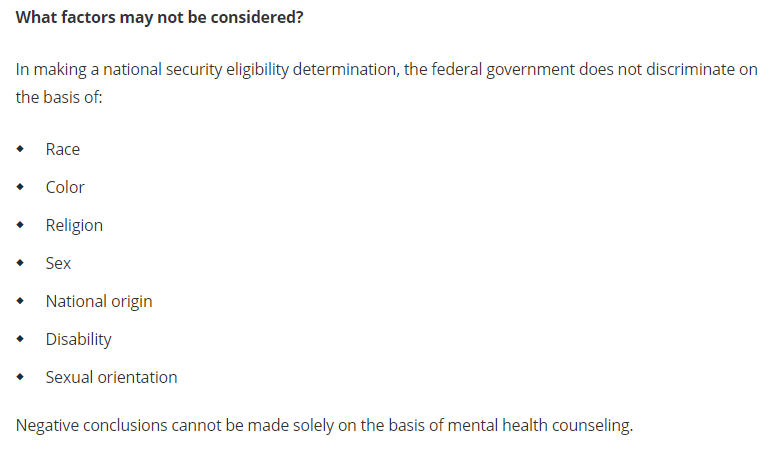 What factors may not be considered?
In making a national security eligibility determination, the federal government does not discriminate on
the basis of:
Race
Color
Religion
Sex
National origin
Disability
Sexual orientation
Negative conclusions cannot be made solely on the basis of mental health counseling.